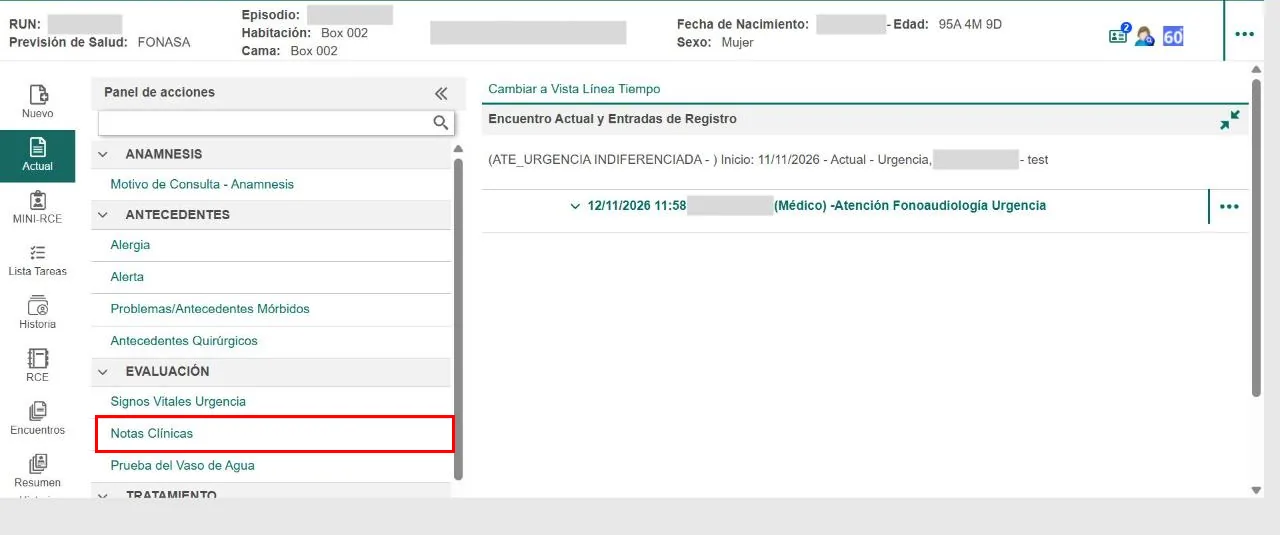 RUN:
Previsión de Salud: FONASA
Episodio:
Habitación: Box 002
Cama: Box 002
Fecha de Nacimiento: - Edad: 95A 4M 9D
Sexo: Mujer
2
60
Nuevo
Actual
MINI-RCE
Lista Tareas
Historia
RCE
Encuentros
Resumen
Panel de acciones
ANAMNESIS
Motivo de Consulta - Anamnesis
ANTECEDENTES
Alergia
Alerta
Problemas/Antecedentes Mórbidos
Antecedentes Quirúrgicos
EVALUACIÓN
Signos Vitales Urgencia
Notas Clínicas
Prueba del Vaso de Agua
TRATAMIENTO
Cambiar a Vista Línea Tiempo
Encuentro Actual y Entradas de Registro
(ATE_URGENCIA INDIFERENCIADA - ) Inicio: 11/11/2026 - Actual - Urgencia, - test
12/11/2026 11:58 (Médico) -Atención Fonoaudiología Urgencia